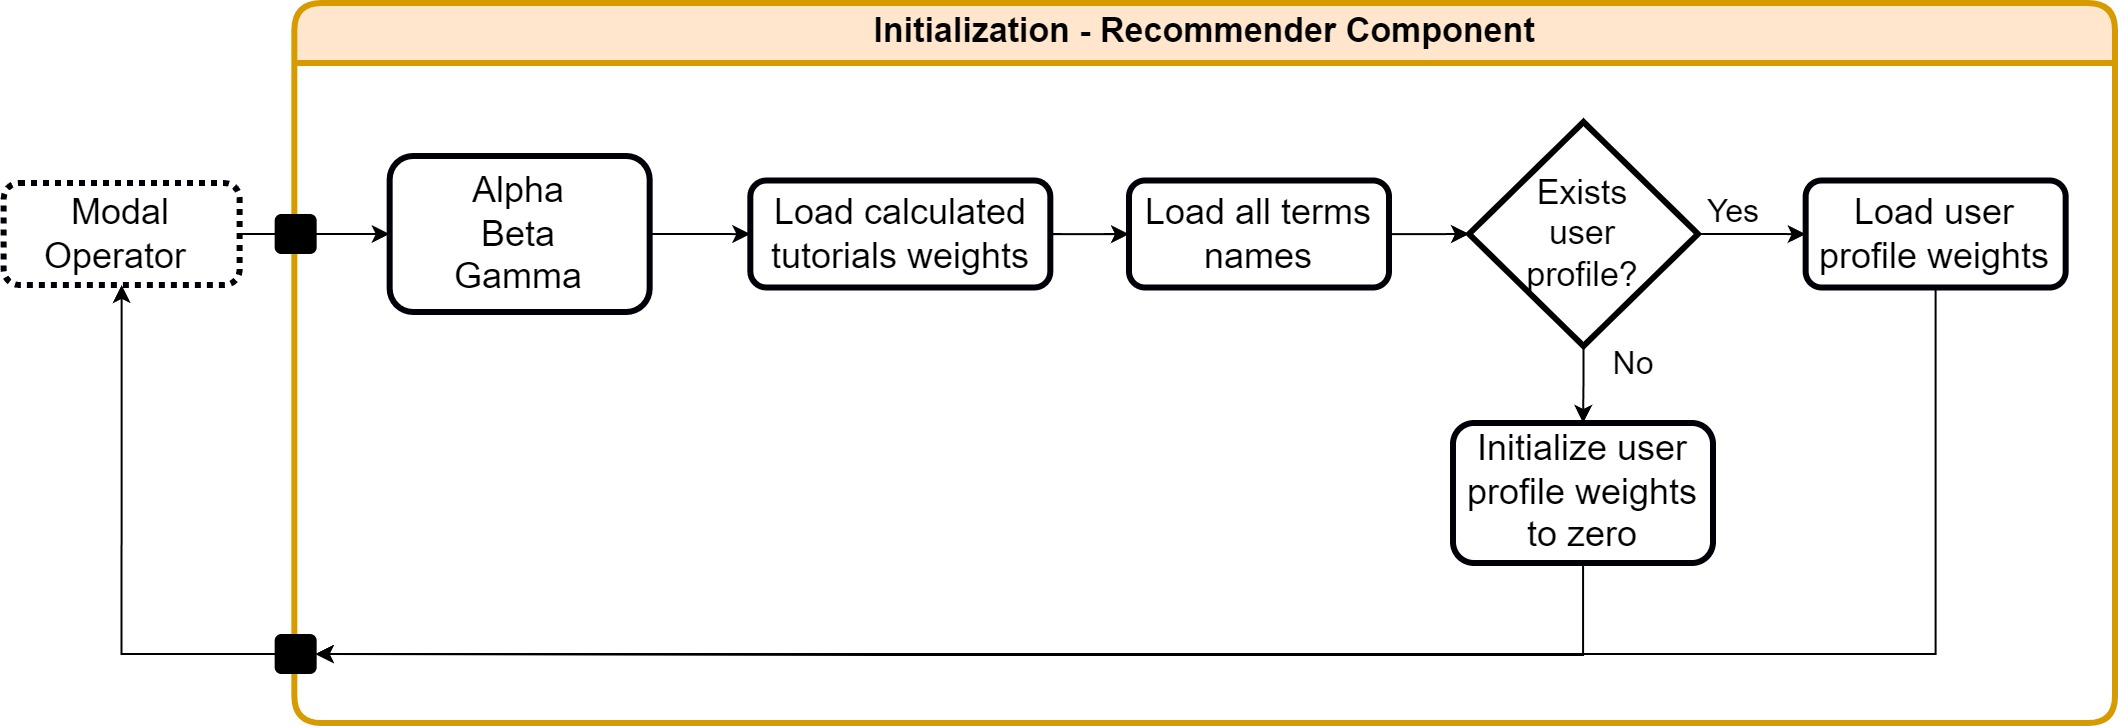 Initialization - Recommender Component
Modal
Operator
Alpha
Beta
Gamma
Load calculated
tutorials weights
Load all terms
names
Exists
user
profile?
Yes
Load user
profile weights
No
Initialize user
profile weights
to zero